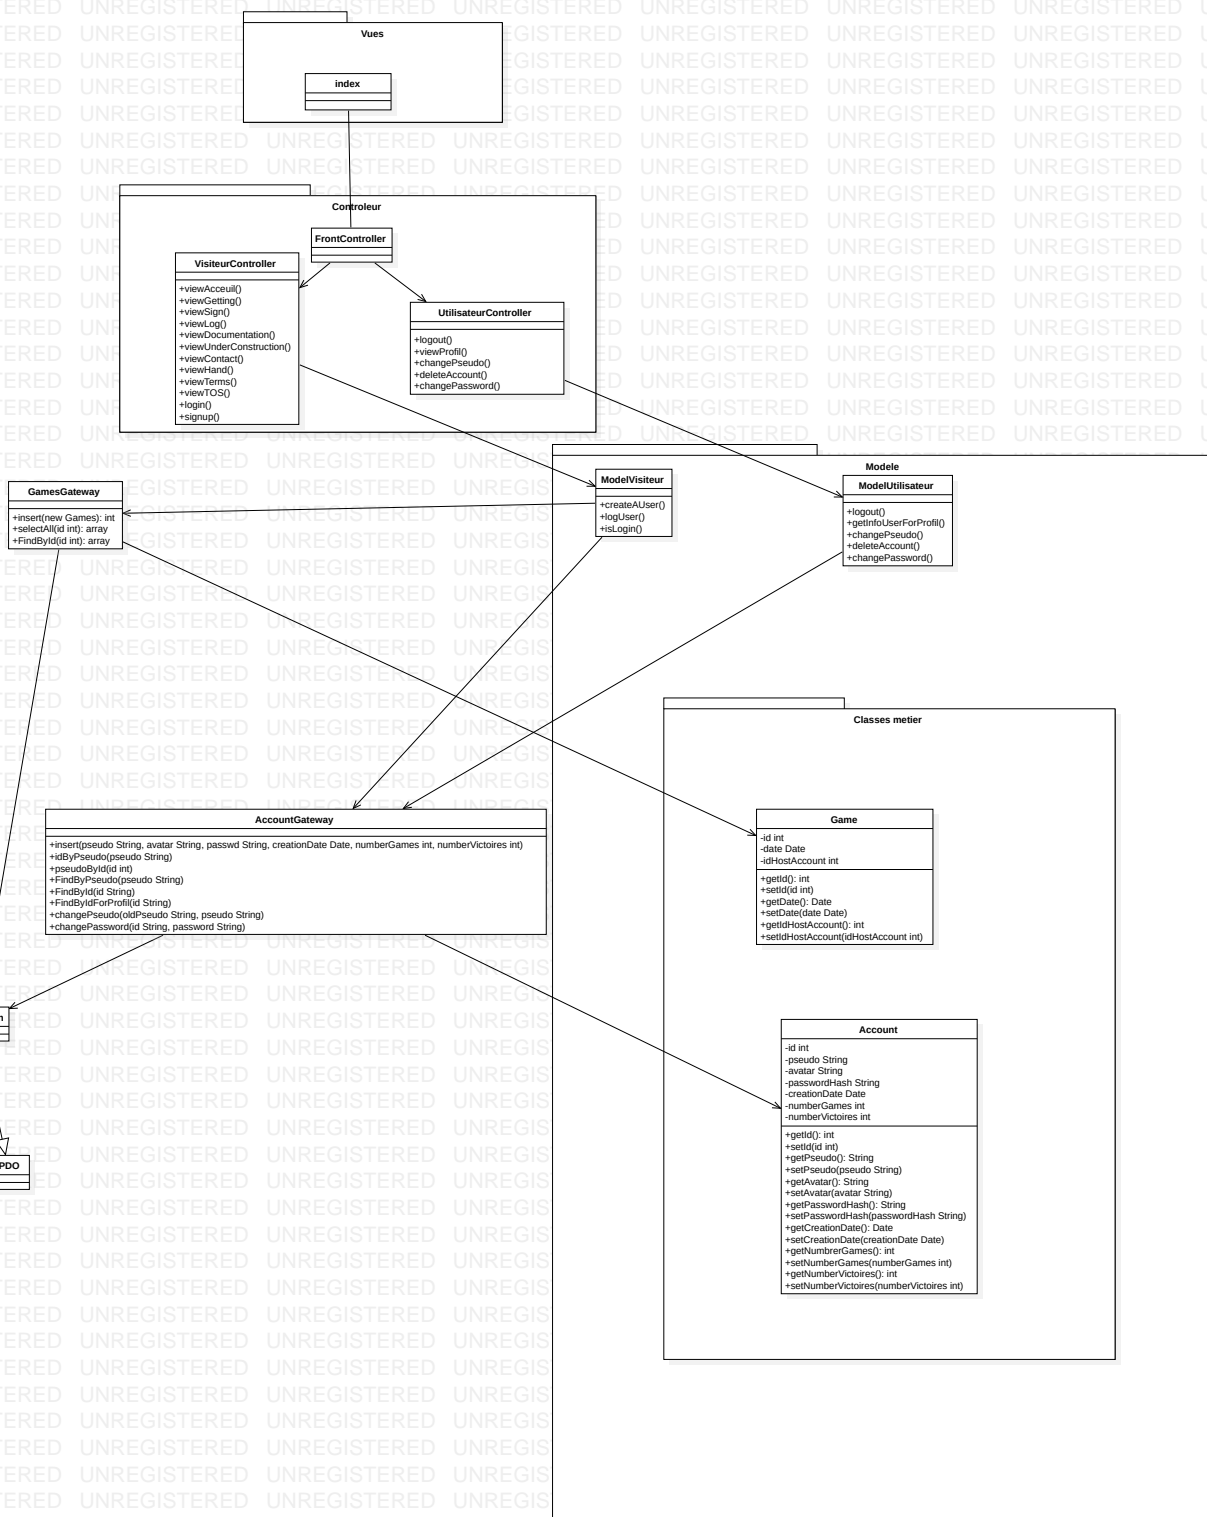 Vues
index
Controleur
FrontController
VisiteurController
+viewAcceuil()
+viewGetting()
+viewSign()
+viewLog()
+viewDocumentation()
+viewUnderConstruction()
+viewContact()
+viewHand()
+viewTerms()
+viewTOS()
+login()
+signup()
UtilisateurController
+logout()
+viewProfil()
+changePseudo()
+deleteAccount()
+changePassword()
Modele
ModelVisiteur
+createAUser()
+logUser()
+isLogin()
ModelUtilisateur
+logout()
+getInfoUserForProfil()
+changePseudo()
+deleteAccount()
+changePassword()
GamesGateway
+insert(new Games): int
+selectAll(id int): array
+FindById(id int): array
Classes metier
AccountGateway
+insert(pseudo String, avatar String, passwd String, creationDate Date, numberGames int, numberVictoires int)
+idByPseudo(pseudo String)
+pseudoById(id int)
+FindByPseudo(pseudo String)
+FindById(id String)
+FindByIdForProfil(id String)
+changePseudo(oldPseudo String, pseudo String)
+changePassword(id String, password String)
Game
-id int
-date Date
-idHostAccount int
+getId(): int
+setId(id int)
+getDate(): Date
+setDate(date Date)
+getIdHostAccount(): int
+setIdHostAccount(idHostAccount int)
n
PDO
Account
-id int
-pseudo String
-avatar String
-passwordHash String
-creationDate Date
-numberGames int
-numberVictoires int
+getId(): int
+setId(id int)
+getPseudo(): String
+setPseudo(pseudo String)
+getAvatar(): String
+setAvatar(avatar String)
+getPasswordHash(): String
+setPasswordHash(passwordHash String)
+getCreationDate(): Date
+setCreationDate(creationDate Date)
+getNumbrerGames(): int
+setNumberGames(numberGames int)
+getNumberVictoires(): int
+setNumberVictoires(numberVictoires int)
UNREGISTERED